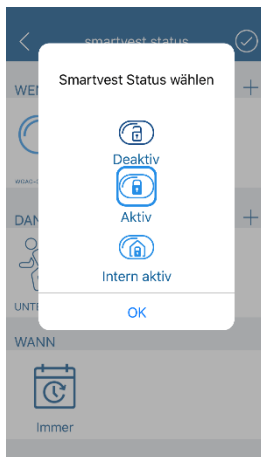 smartvest status
Smartvest Status wählen
Deaktiv
Aktiv
Intern aktiv
OK
WANN
Immer